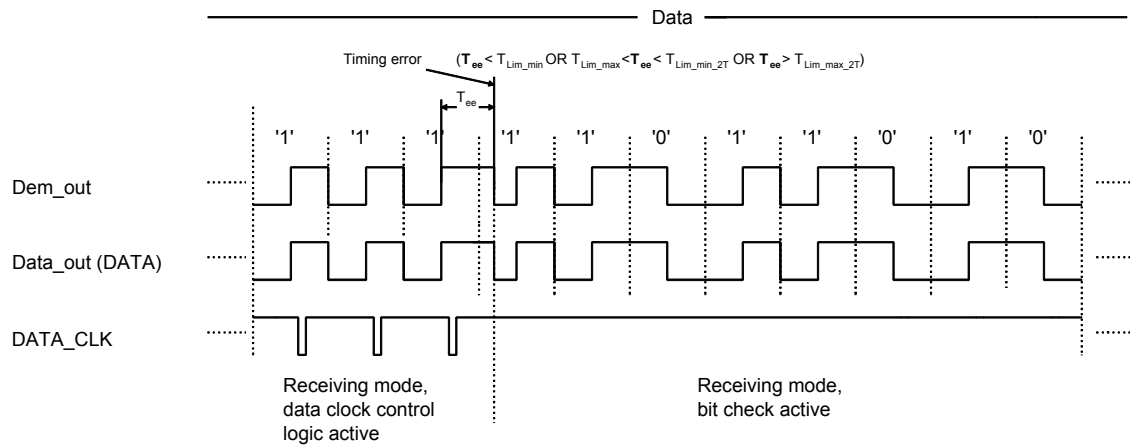 Data
Timing error (Tee < TLim_min OR TLim_max < Tee < TLim_min_2T OR Tee > TLim_max_2T)
Tee
'1' '1' '1' '1' '1' '0' '1' '1' '0' '1' '0'
Dem_out
Data_out (DATA)
DATA_CLK
Receiving mode,
data clock control
logic active
Receiving mode,
bit check active